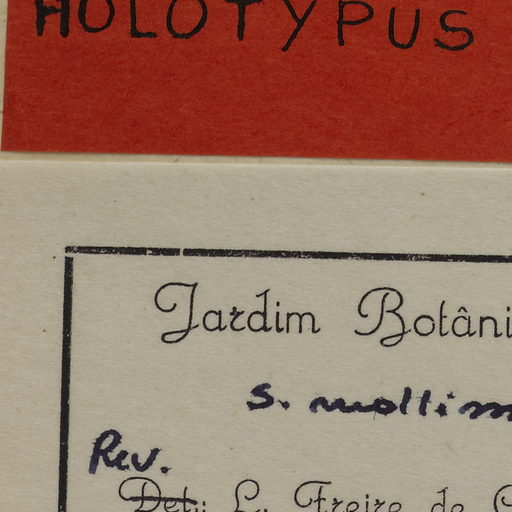 HOLOTYPUS
Jardim Botâni
s. mollim
Rev.
Det.: L. Freire de C